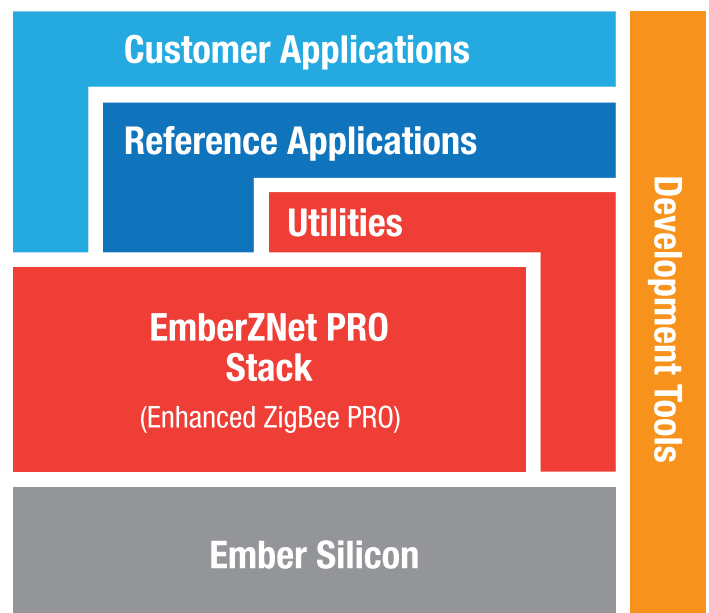 Customer Applications
Reference Applications
Utilities
EmberZNet PRO
Stack
(Enhanced ZigBee PRO)
Ember Silicon
Development Tools